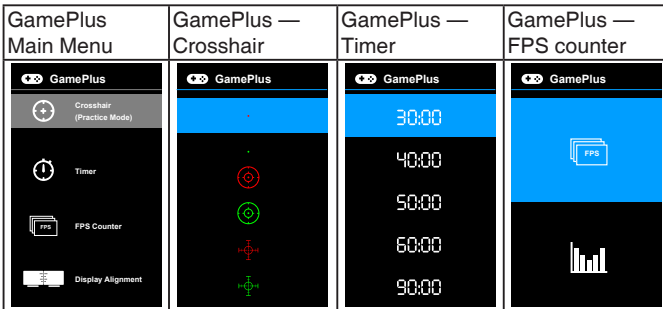 GamePlus
Main Menu
GamePlus —
Crosshair
GamePlus —
Timer
GamePlus —
FPS counter
GamePlus
Crosshair
(Practice Mode)
Timer
FPS
FPS Counter
Display Alignment
GamePlus
GamePlus
30:00
40:00
50:00
60:00
90:00
GamePlus
FPS